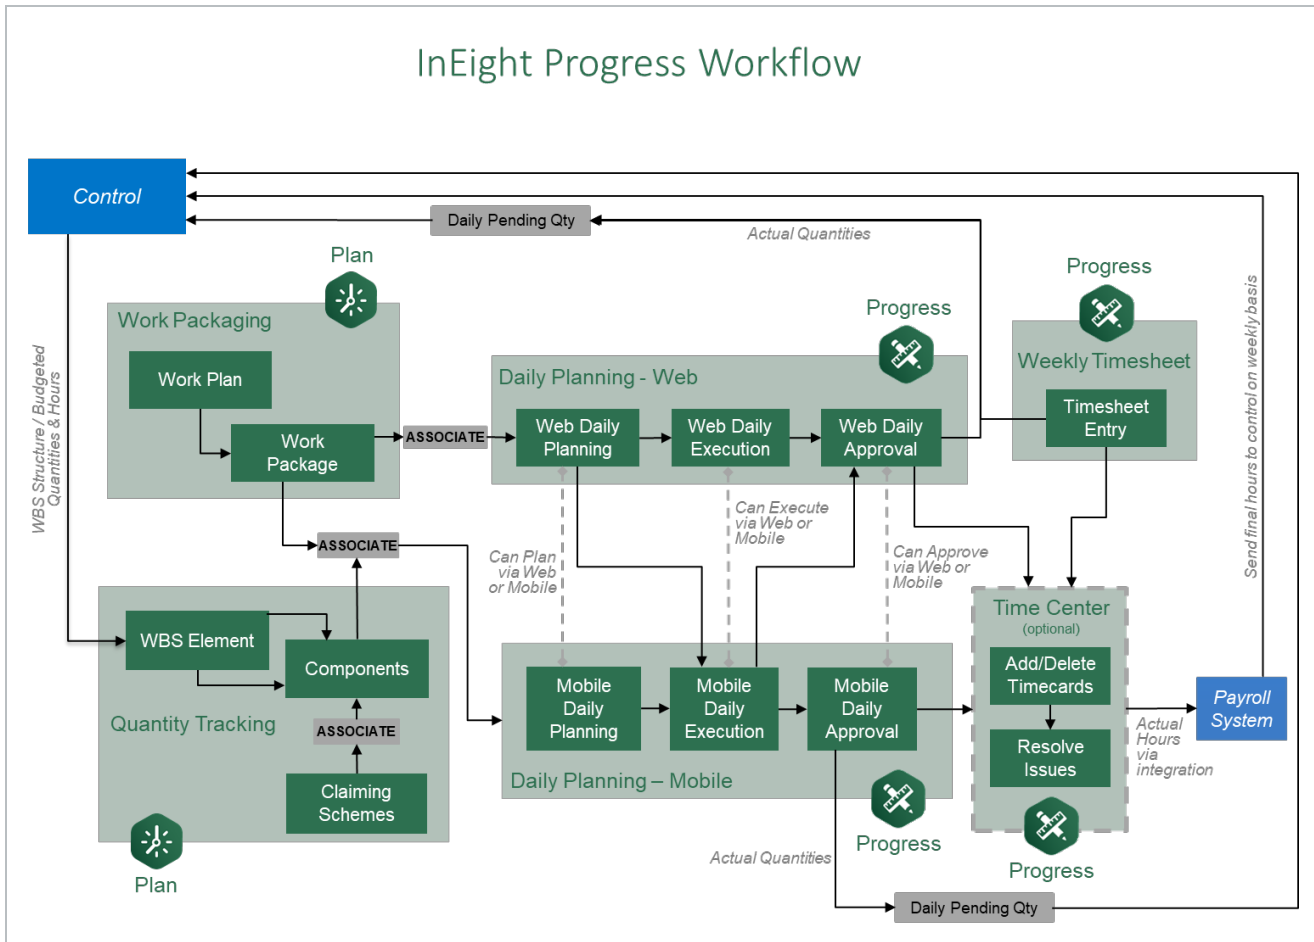 InEight Progress Workflow
Control
Daily Pending Qty
Actual Quantities
Plan
Progress
Progress
Work Packaging
Work Plan
Work
Package
ASSOCIATE
Daily Planning - Web
Web Daily
Planning
Web Daily
Execution
Web Daily
Approval
Weekly Timesheet
Timesheet
Entry
WBS Structure / Budgeted
Quantities & Hours
Send final hours to control on weekly basis
ASSOCIATE
Can Plan
via Web
or Mobile
Can Execute
via Web or
Mobile
Can Approve
via Web or
Mobile
WBS Element
Components
Quantity Tracking
ASSOCIATE
Claiming
Schemes
Plan
Mobile
Daily
Planning
Mobile
Daily
Execution
Mobile
Daily
Approval
Daily Planning – Mobile
Progress
Time Center
(optional)
Add/Delete
Timecards
Resolve
Issues
Progress
Actual
Hours
via
integration
Payroll
System
Actual Quantities
Daily Pending Qty